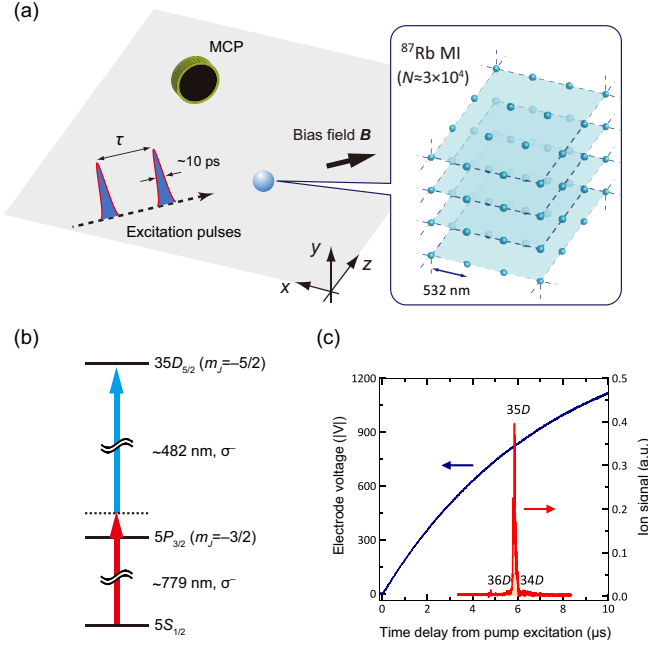 (a)
MCP
τ
~10 ps
Excitation pulses
Bias field B
y
z
x
⁸⁷Rb MI
(N≈3×10⁴)
532 nm
(b)
35D₅/₂ (mJ=−5/2)
~482 nm, σ⁻
5P₃/₂ (mJ=−3/2)
~779 nm, σ⁻
5S₁/₂
(c)
Electrode voltage (|V|)
1200
900
600
300
0
0 2 4 6 8 10
Time delay from pump excitation (μs)
35D
36D 34D
0.5
0.4
0.3
0.2
0.1
0.0
Ion signal (a.u.)